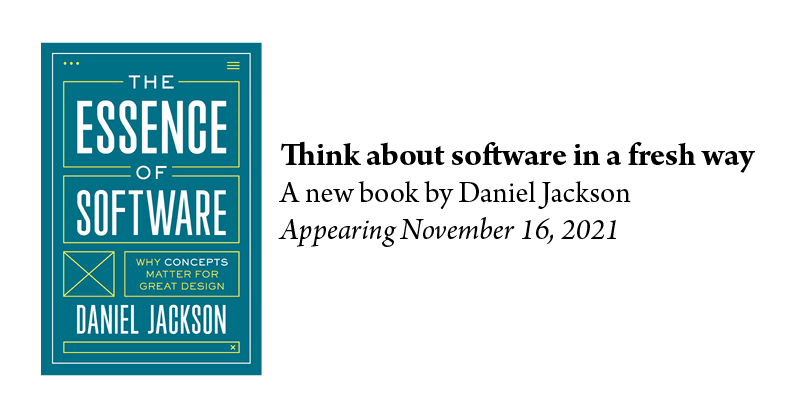 THE
ESSENCE
OF
SOFTWARE
WHY CONCEPTS
MATTER FOR
GREAT DESIGN
DANIEL JACKSON
Think about software in a fresh way
A new book by Daniel Jackson
Appearing November 16, 2021